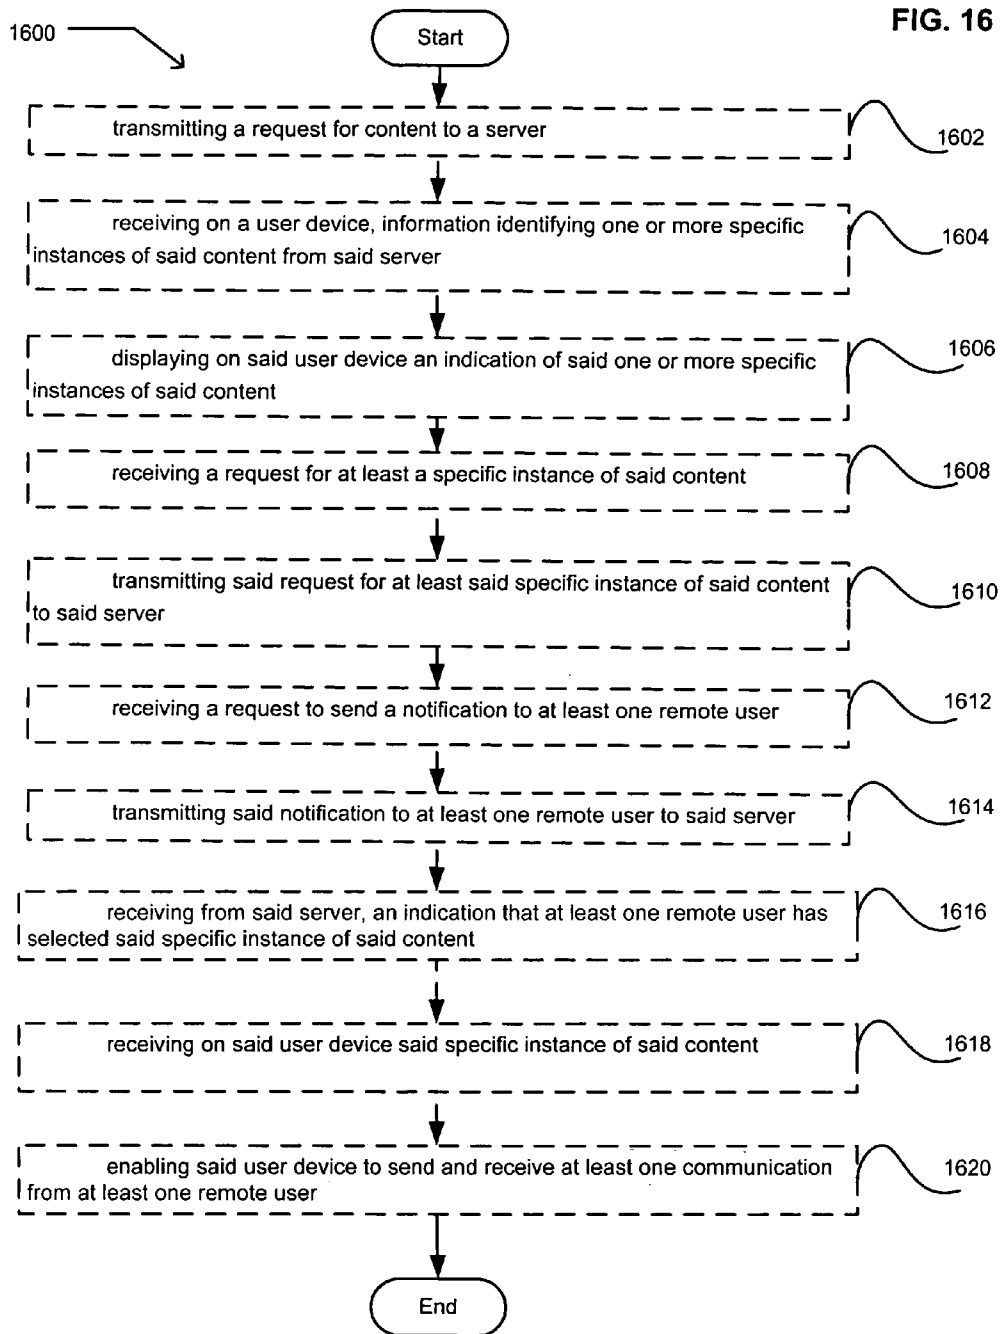 FIG. 16
1600
Start
transmitting a request for content to a server
1602
receiving on a user device, information identifying one or more specific
instances of said content from said server
1604
displaying on said user device an indication of said one or more specific
instances of said content
1606
receiving a request for at least a specific instance of said content
1608
transmitting said request for at least said specific instance of said content
to said server
1610
receiving a request to send a notification to at least one remote user
1612
transmitting said notification to at least one remote user to said server
1614
receiving from said server, an indication that at least one remote user has
selected said specific instance of said content
1616
receiving on said user device said specific instance of said content
1618
enabling said user device to send and receive at least one communication
from at least one remote user
1620
End